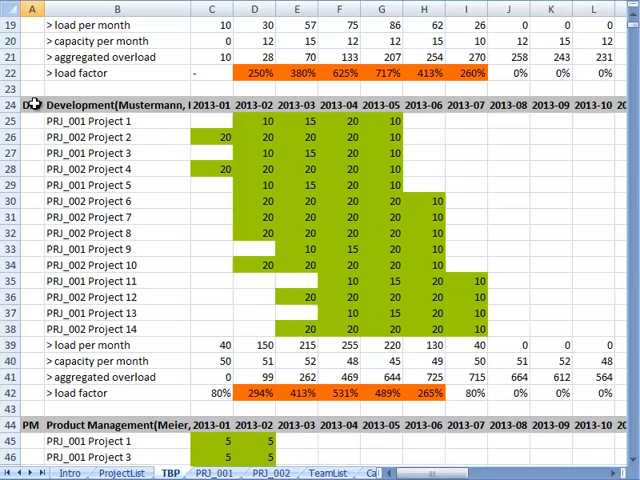 A B C D E F G H I J K L
19 > load per month 10 30 57 75 86 62 26 0 0 0
20 > capacity per month 0 12 15 12 12 15 10 12 15 12
21 > aggregated overload 10 28 70 133 207 254 270 258 243 231
22 > load factor - 250% 380% 625% 717% 413% 260% 0% 0% 0%
23
24 D Development(Mustermann, 2013-01 2013-02 2013-03 2013-04 2013-05 2013-06 2013-07 2013-08 2013-09 2013-10 20
25 PRJ_001 Project 1 10 15 20 10
26 PRJ_002 Project 2 20 20 20 20 10
27 PRJ_001 Project 3 10 15 20 10
28 PRJ_002 Project 4 20 20 20 20 10
29 PRJ_001 Project 5 10 15 20 10
30 PRJ_002 Project 6 20 20 20 20 10
31 PRJ_002 Project 7 20 20 20 20 10
32 PRJ_002 Project 8 20 20 20 20 10
33 PRJ_001 Project 9 10 15 20 10
34 PRJ_002 Project 10 20 20 20 20 10
35 PRJ_001 Project 11 10 15 20 10
36 PRJ_002 Project 12 20 20 20 20 10
37 PRJ_001 Project 13 10 15 20 10
38 PRJ_002 Project 14 20 20 20 20 10
39 > load per month 40 150 215 255 220 130 40 0 0 0
40 > capacity per month 50 51 52 48 45 49 50 51 52 48
41 > aggregated overload 0 99 262 469 644 725 715 664 612 564
42 > load factor 80% 294% 413% 531% 489% 265% 80% 0% 0% 0%
43
44 PM Product Management(Meier, 2013-01 2013-02 2013-03 2013-04 2013-05 2013-06 2013-07 2013-08 2013-09 2013-10 20
45 PRJ_001 Project 1 5 5
46 PRJ_001 Project 3 5 5
Intro ProjectList TBP PRJ_001 PRJ_002 TeamList Ca